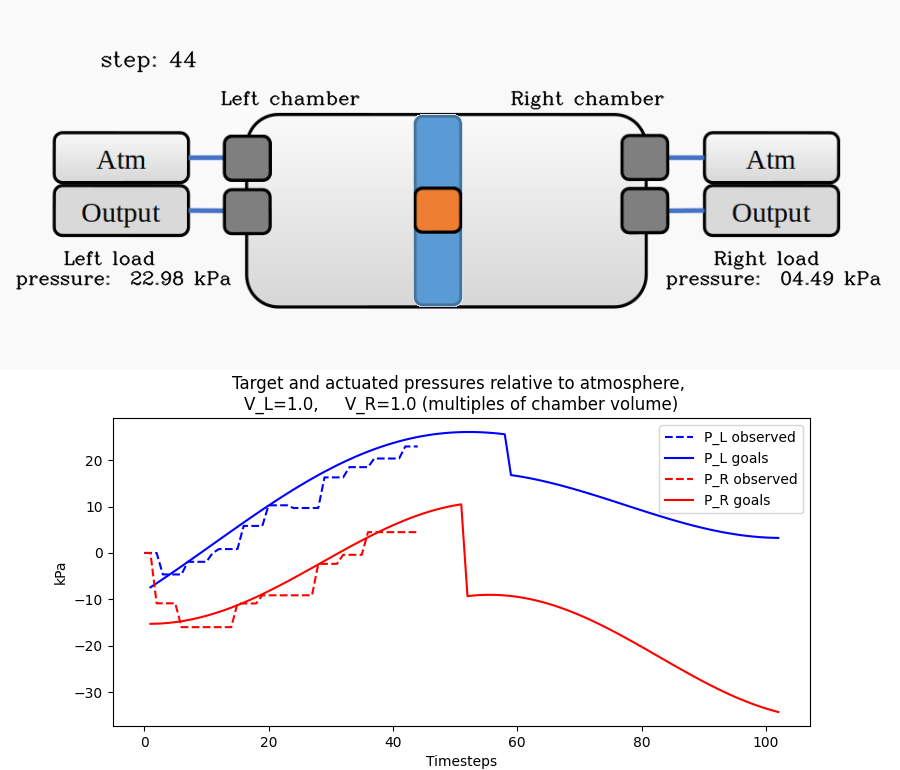 step: 44
Left chamber
Right chamber
Atm
Atm
Output
Output
Left load
pressure: 22.98 kPa
Right load
pressure: 04.49 kPa
Target and actuated pressures relative to atmosphere,
V_L=1.0, V_R=1.0 (multiples of chamber volume)
P_L observed
P_L goals
P_R observed
P_R goals
kPa
20
10
0
−10
−20
−30
0 20 40 60 80 100
Timesteps